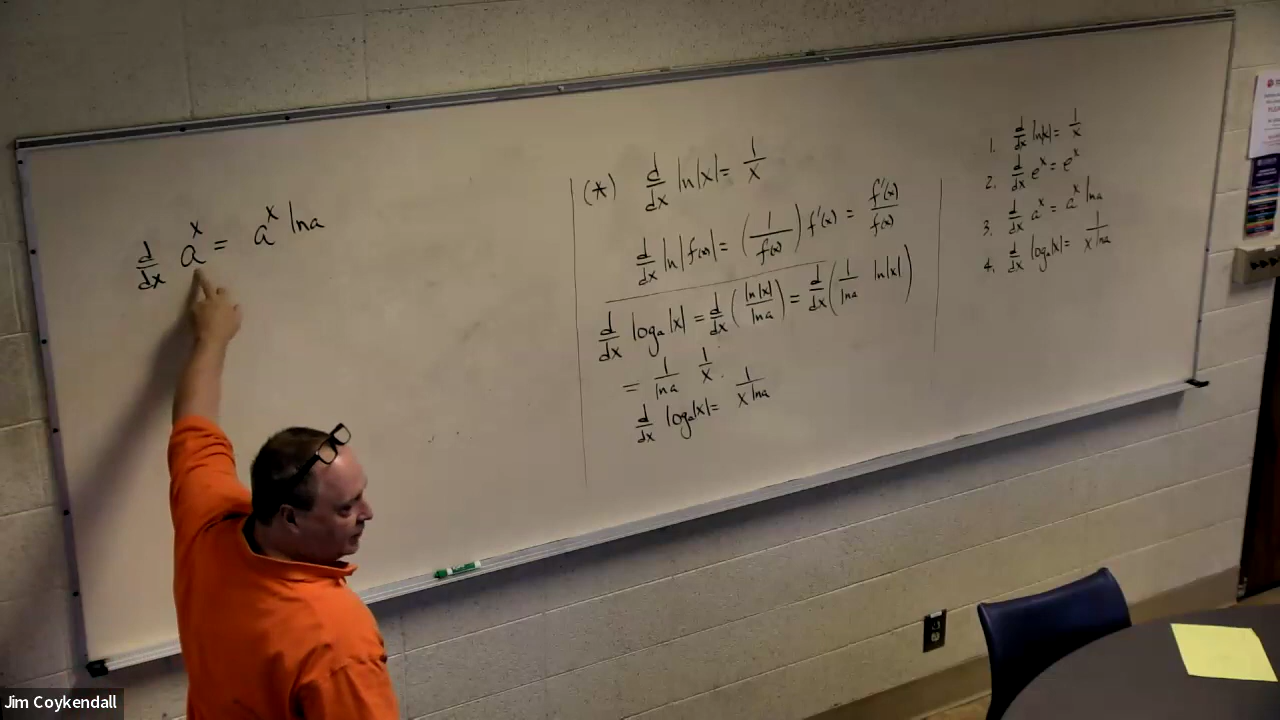 d/dx a^x = a^x ln a
(*) d/dx ln|x| = 1/x
d/dx ln|f(x)| = (1/f(x)) f'(x) = f'(x)/f(x)
d/dx log_a|x| = d/dx (ln|x|/ln a) = d/dx (1/ln a ln|x|)
= 1/ln a 1/x .
d/dx log_a|x| = 1/(x ln a)
1. d/dx ln|x| = 1/x
2. d/dx e^x = e^x
3. d/dx a^x = a^x ln a
4. d/dx log_a|x| = 1/(x ln a)
Jim Coykendall